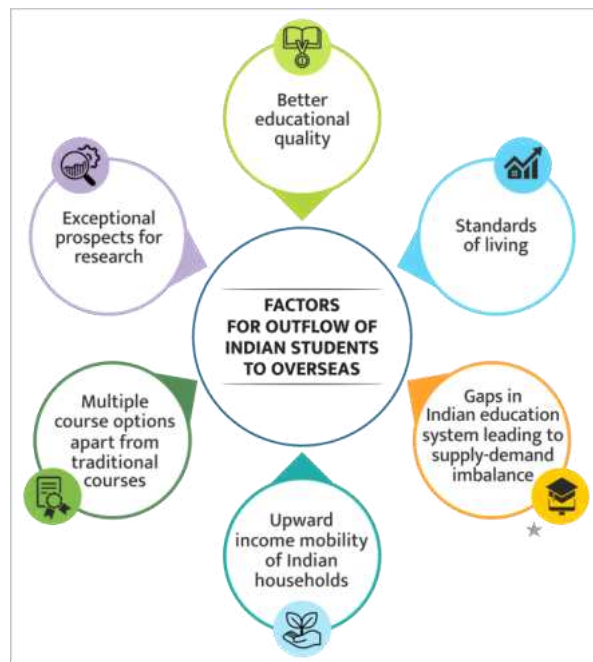 Better
educational
quality
Exceptional
prospects for
research
Standards
of living
FACTORS
FOR OUTFLOW OF
INDIAN STUDENTS
TO OVERSEAS
Multiple
course options
apart from
traditional
courses
Gaps in
Indian education
system leading to
supply-demand
imbalance
Upward
income mobility
of Indian
households